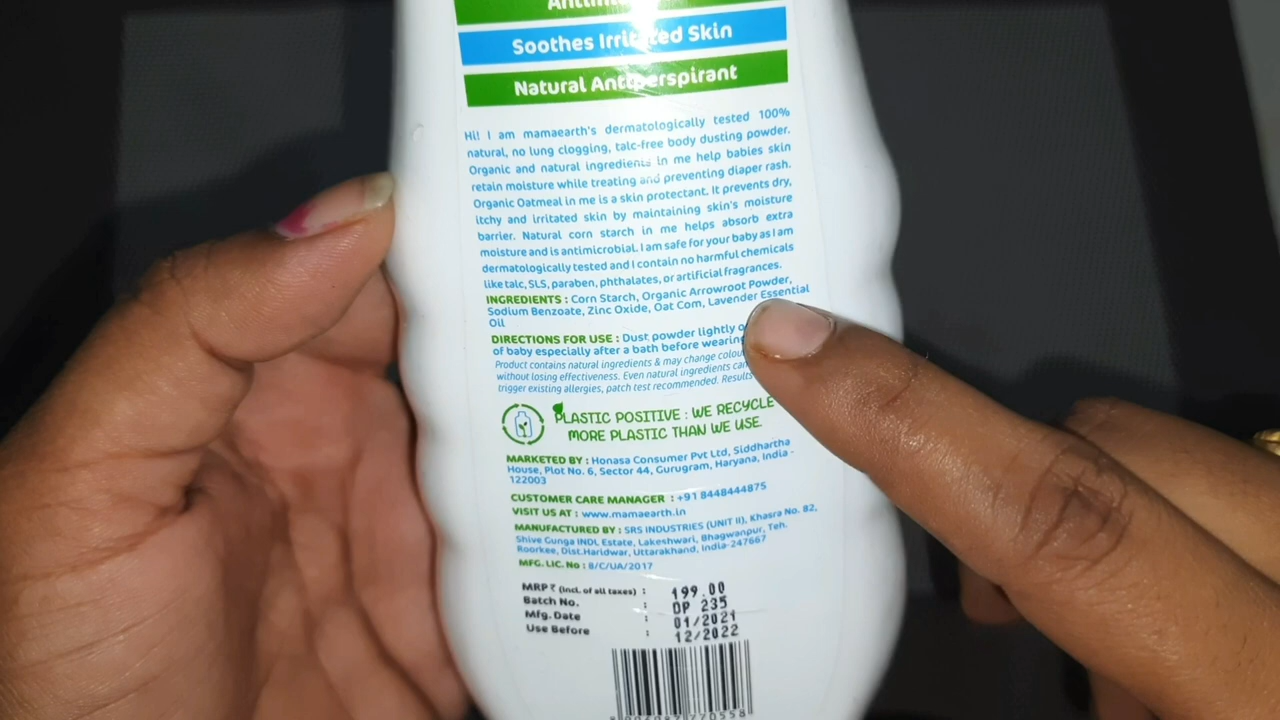 Soothes Irritated Skin
Natural Antiperspirant
Hi! I am mamaearth's dermatologically tested 100%
natural, no lung clogging, talc-free body dusting powder.
Organic and natural ingredients in me help babies skin
retain moisture while treating and preventing diaper rash.
Organic Oatmeal in me is a skin protectant. It prevents dry,
itchy and irritated skin by maintaining skin's moisture
barrier. Natural corn starch in me helps absorb extra
moisture and is antimicrobial. I am safe for your baby as I am
dermatologically tested and I contain no harmful chemicals
like talc, SLS, paraben, phthalates, or artificial fragrances.
INGREDIENTS : Corn Starch, Organic Arrowroot Powder,
Sodium Benzoate, Zinc Oxide, Oat Com, Lavender Essential
Oil
DIRECTIONS FOR USE : Dust powder lightly
of baby especially after a bath before wearing
Product contains natural ingredients & may change colou
without losing effectiveness. Even natural ingredients can
trigger existing allergies, patch test recommended. Results
PLASTIC POSITIVE : WE RECYCLE
MORE PLASTIC THAN WE USE.
MARKETED BY : Honasa Consumer Pvt Ltd, Siddhartha
House, Plot No. 6, Sector 44, Gurugram, Haryana, India -
122003
CUSTOMER CARE MANAGER : +91 8448444875
VISIT US AT : www.mamaearth.in
MANUFACTURED BY : SRS INDUSTRIES (UNIT II), Khasra No. 82,
Shive Gunga INDL Estate, Lakeshwari, Bhagwanpur, Teh.
Roorkee, Dist.Haridwar, Uttarakhand, India-247667
MFG. LIC. No : 8/C/UA/2017
MRP ₹ (Incl. of all taxes) : 199.00
Batch No. : DP 235
Mfg. Date : 01/2021
Use Before : 12/2022